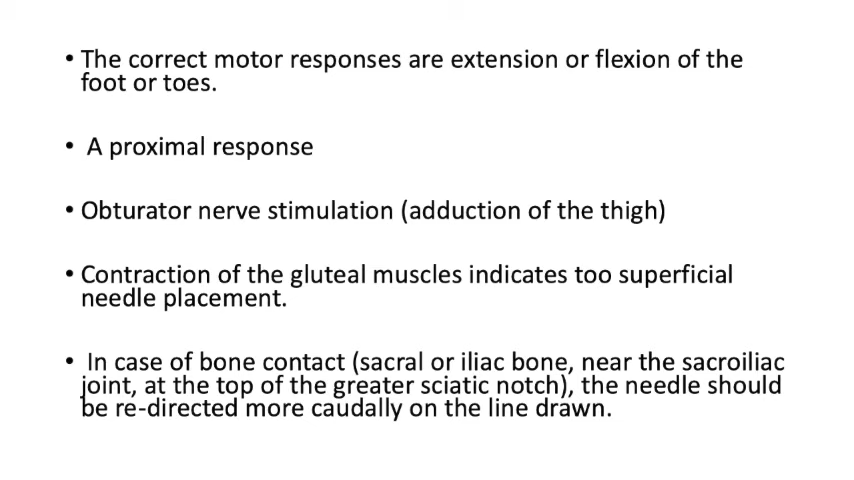 • The correct motor responses are extension or flexion of the
foot or toes.
• A proximal response
• Obturator nerve stimulation (adduction of the thigh)
• Contraction of the gluteal muscles indicates too superficial
needle placement.
• In case of bone contact (sacral or iliac bone, near the sacroiliac
joint, at the top of the greater sciatic notch), the needle should
be re-directed more caudally on the line drawn.